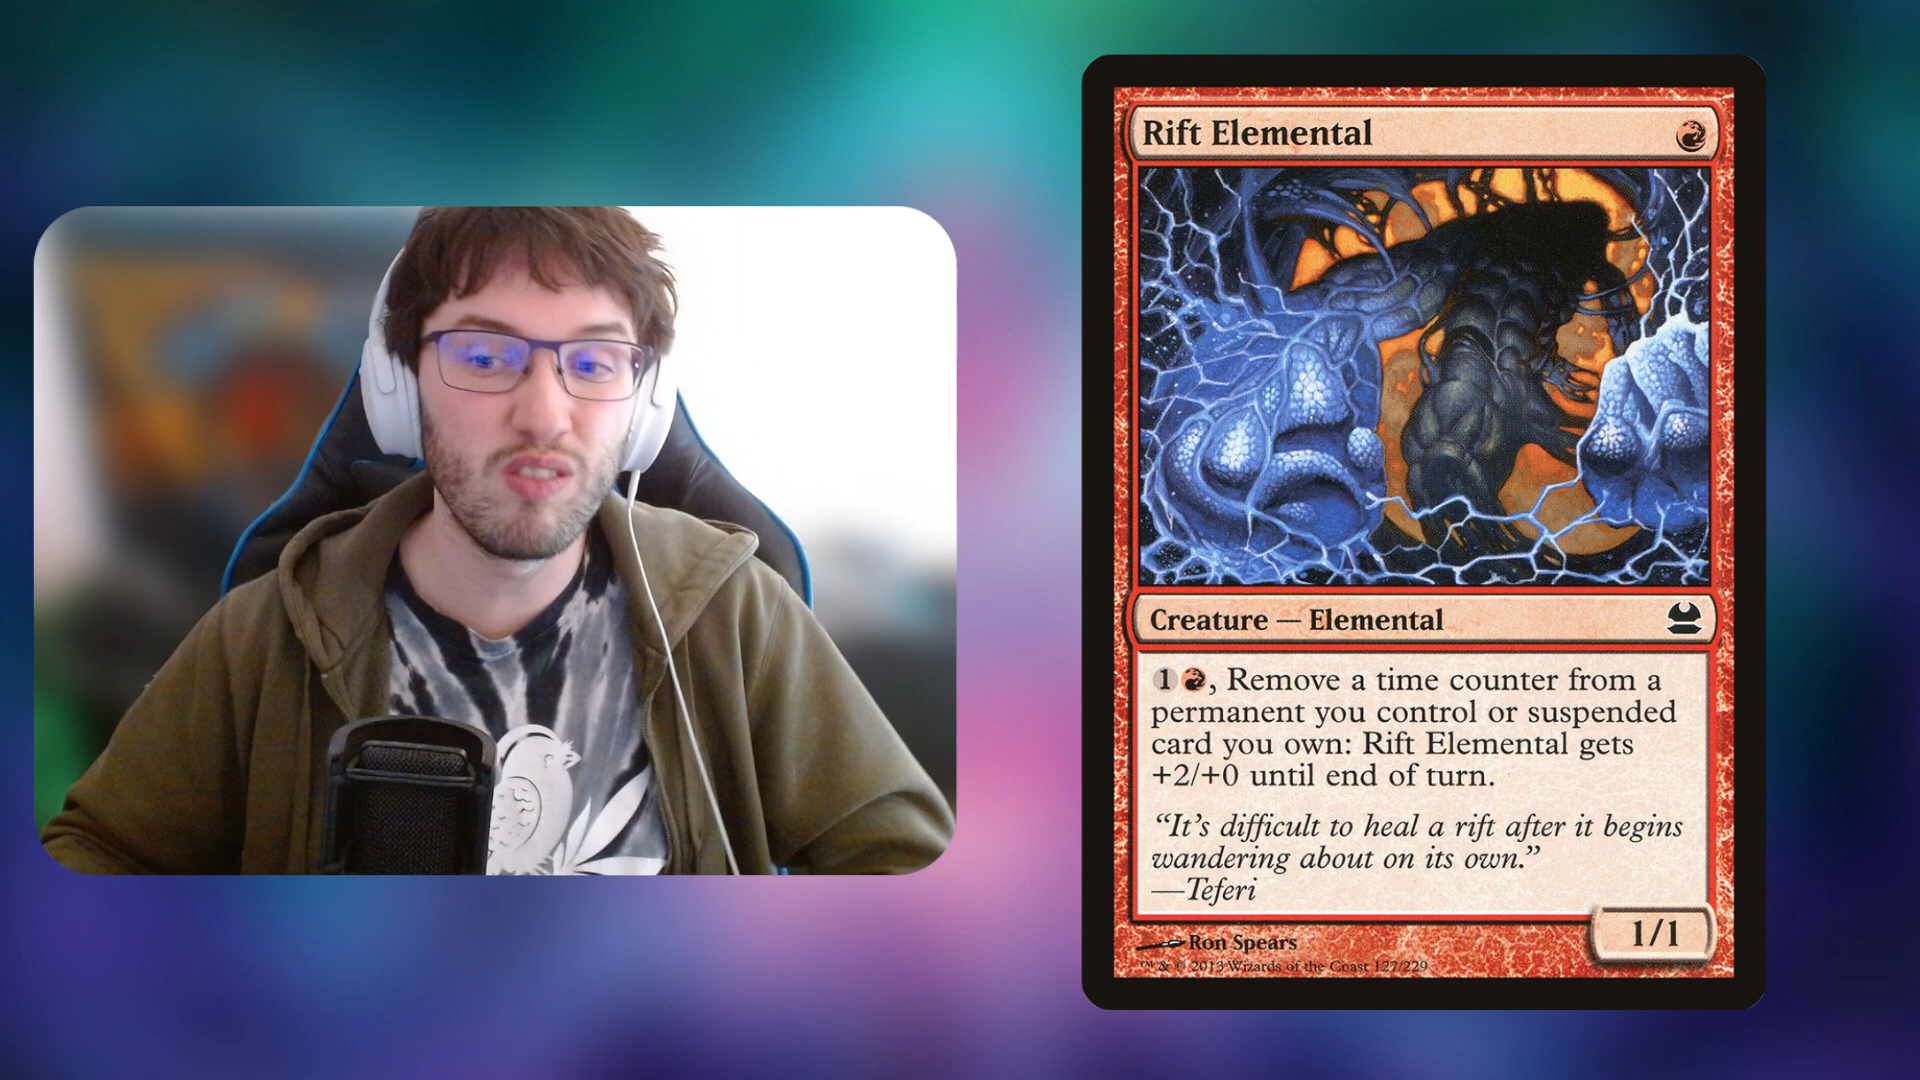 Rift Elemental
Creature — Elemental
1, Remove a time counter from a
permanent you control or suspended
card you own: Rift Elemental gets
+2/+0 until end of turn.
“It’s difficult to heal a rift after it begins
wandering about on its own.”
—Teferi
1/1
Ron Spears
™ & © 2013 Wizards of the Coast 127/229